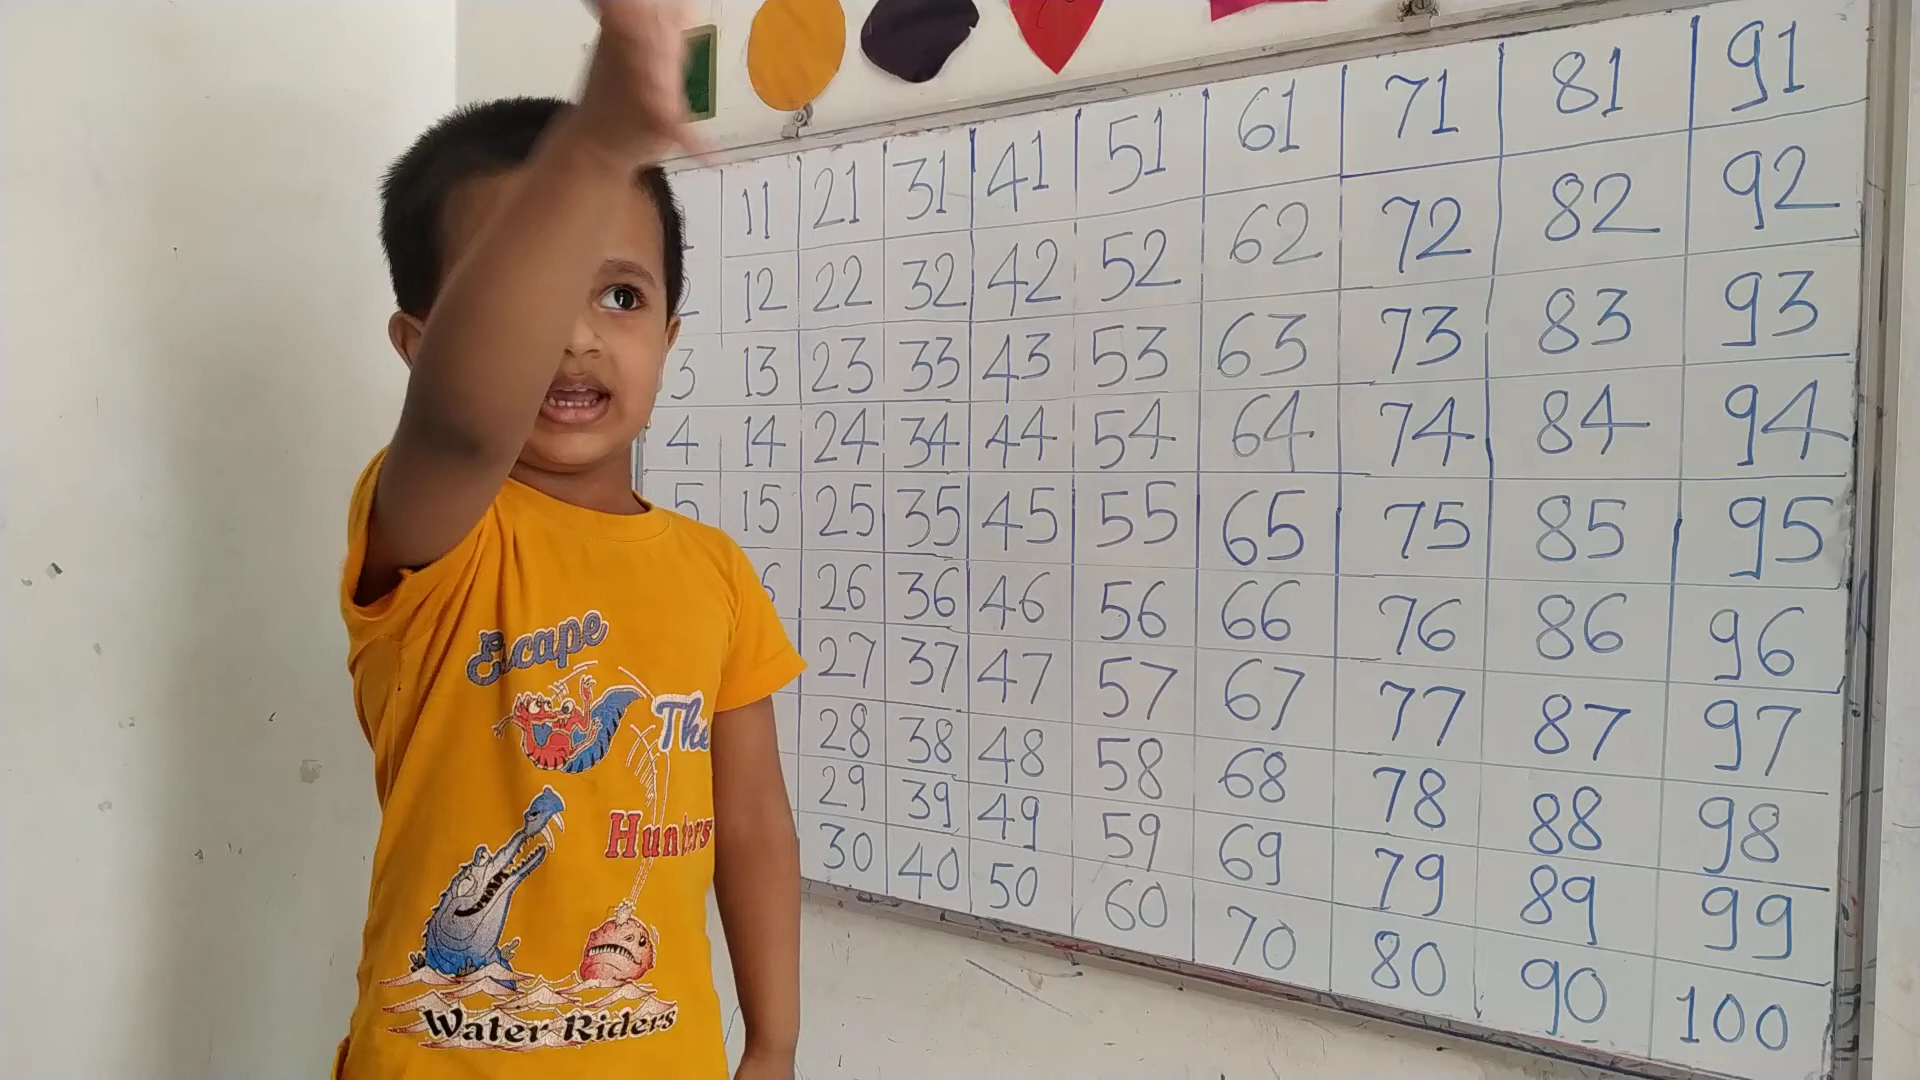 11 21 31 41 51 61 71 81 91
2 12 22 32 42 52 62 72 82 92
3 13 23 33 43 53 63 73 83 93
4 14 24 34 44 54 64 74 84 94
5 15 25 35 45 55 65 75 85 95
26 36 46 56 66 76 86 96
27 37 47 57 67 77 87 97
28 38 48 58 68 78 88 98
29 39 49 59 69 79 89 99
30 40 50 60 70 80 90 100
Escape
The
Hunters
Water Riders